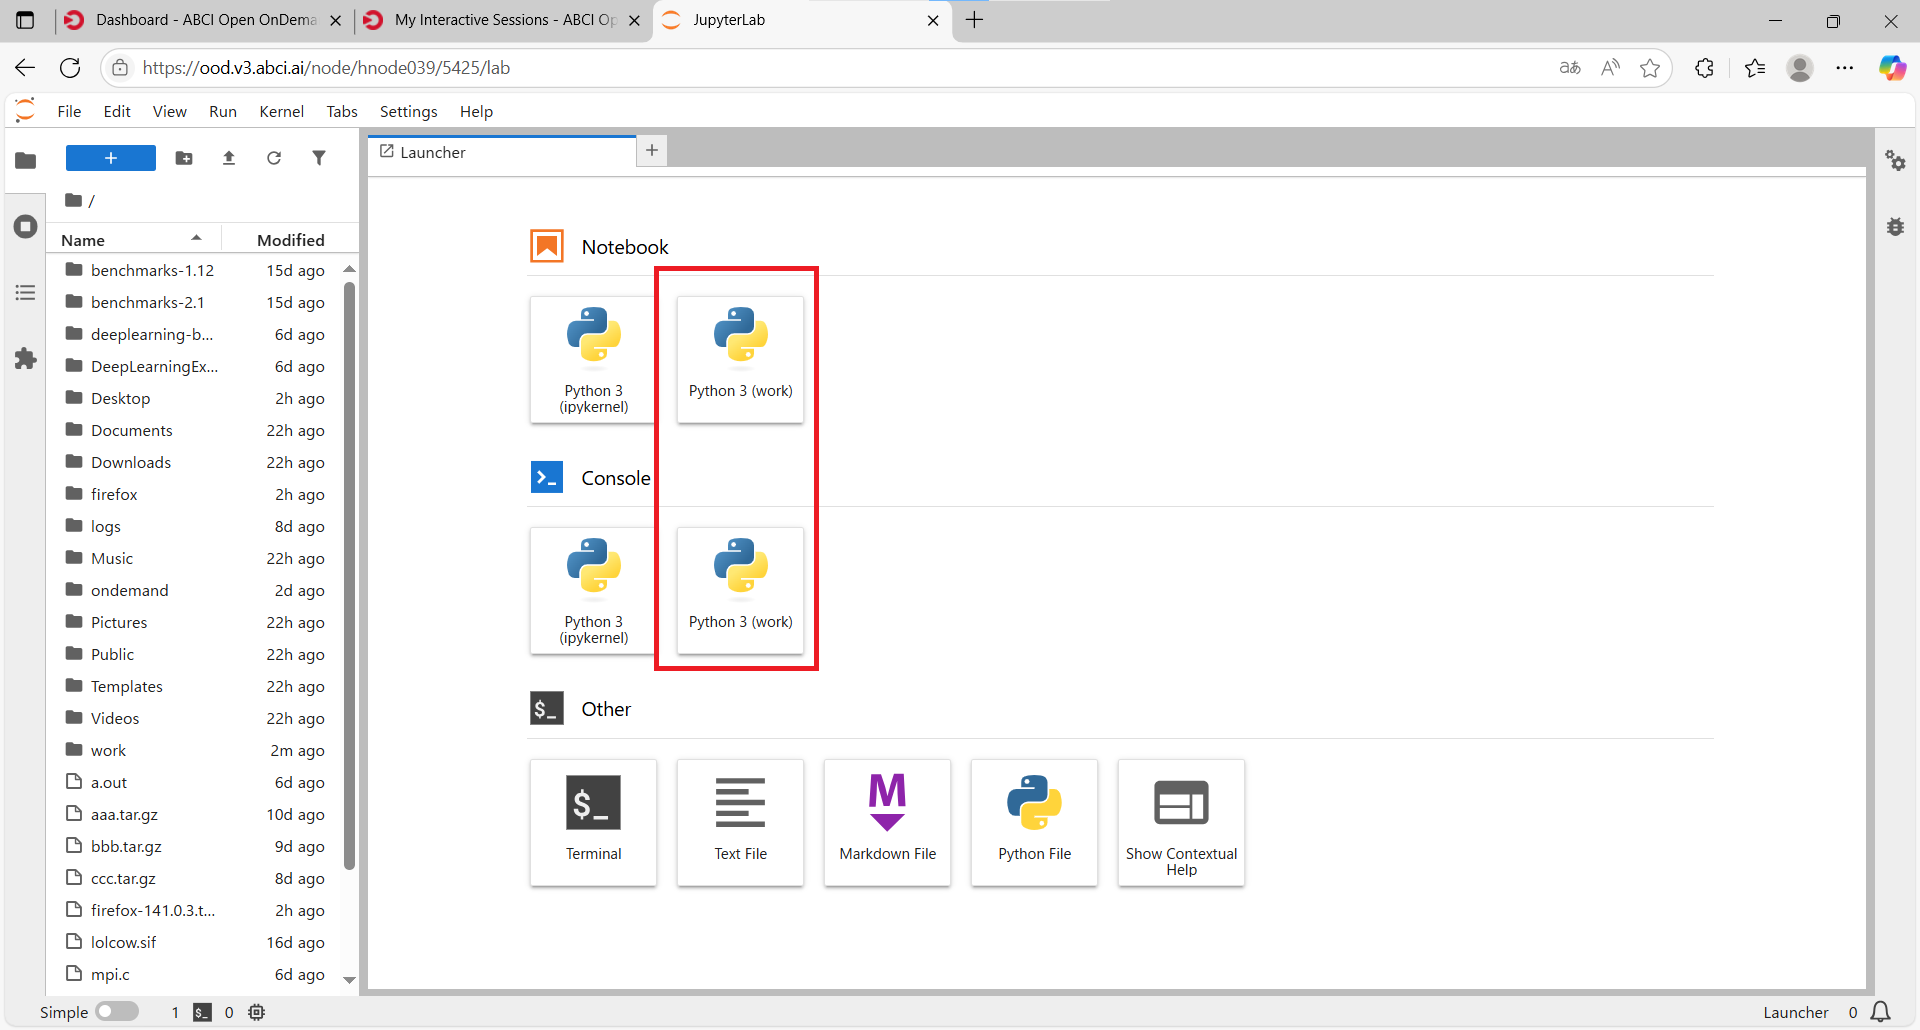 Dashboard - ABCI Open OnDema
My Interactive Sessions - ABCI Op
JupyterLab
https://ood.v3.abci.ai/node/hnode039/5425/lab
File Edit View Run Kernel Tabs Settings Help
Launcher
/
Name Modified
benchmarks-1.12 15d ago
benchmarks-2.1 15d ago
deeplearning-b... 6d ago
DeepLearningEx... 6d ago
Desktop 2h ago
Documents 22h ago
Downloads 22h ago
firefox 2h ago
logs 8d ago
Music 22h ago
ondemand 2d ago
Pictures 22h ago
Public 22h ago
Templates 22h ago
Videos 22h ago
work 2m ago
a.out 6d ago
aaa.tar.gz 10d ago
bbb.tar.gz 9d ago
ccc.tar.gz 8d ago
firefox-141.0.3.t... 2h ago
lolcow.sif 16d ago
mpi.c 6d ago
Notebook
Python 3
(ipykernel)
Python 3 (work)
Console
Python 3
(ipykernel)
Python 3 (work)
$_ Other
$_
Terminal
Text File
M
Markdown File
Python File
Show Contextual
Help
Simple 1 $_ 0
Launcher 0